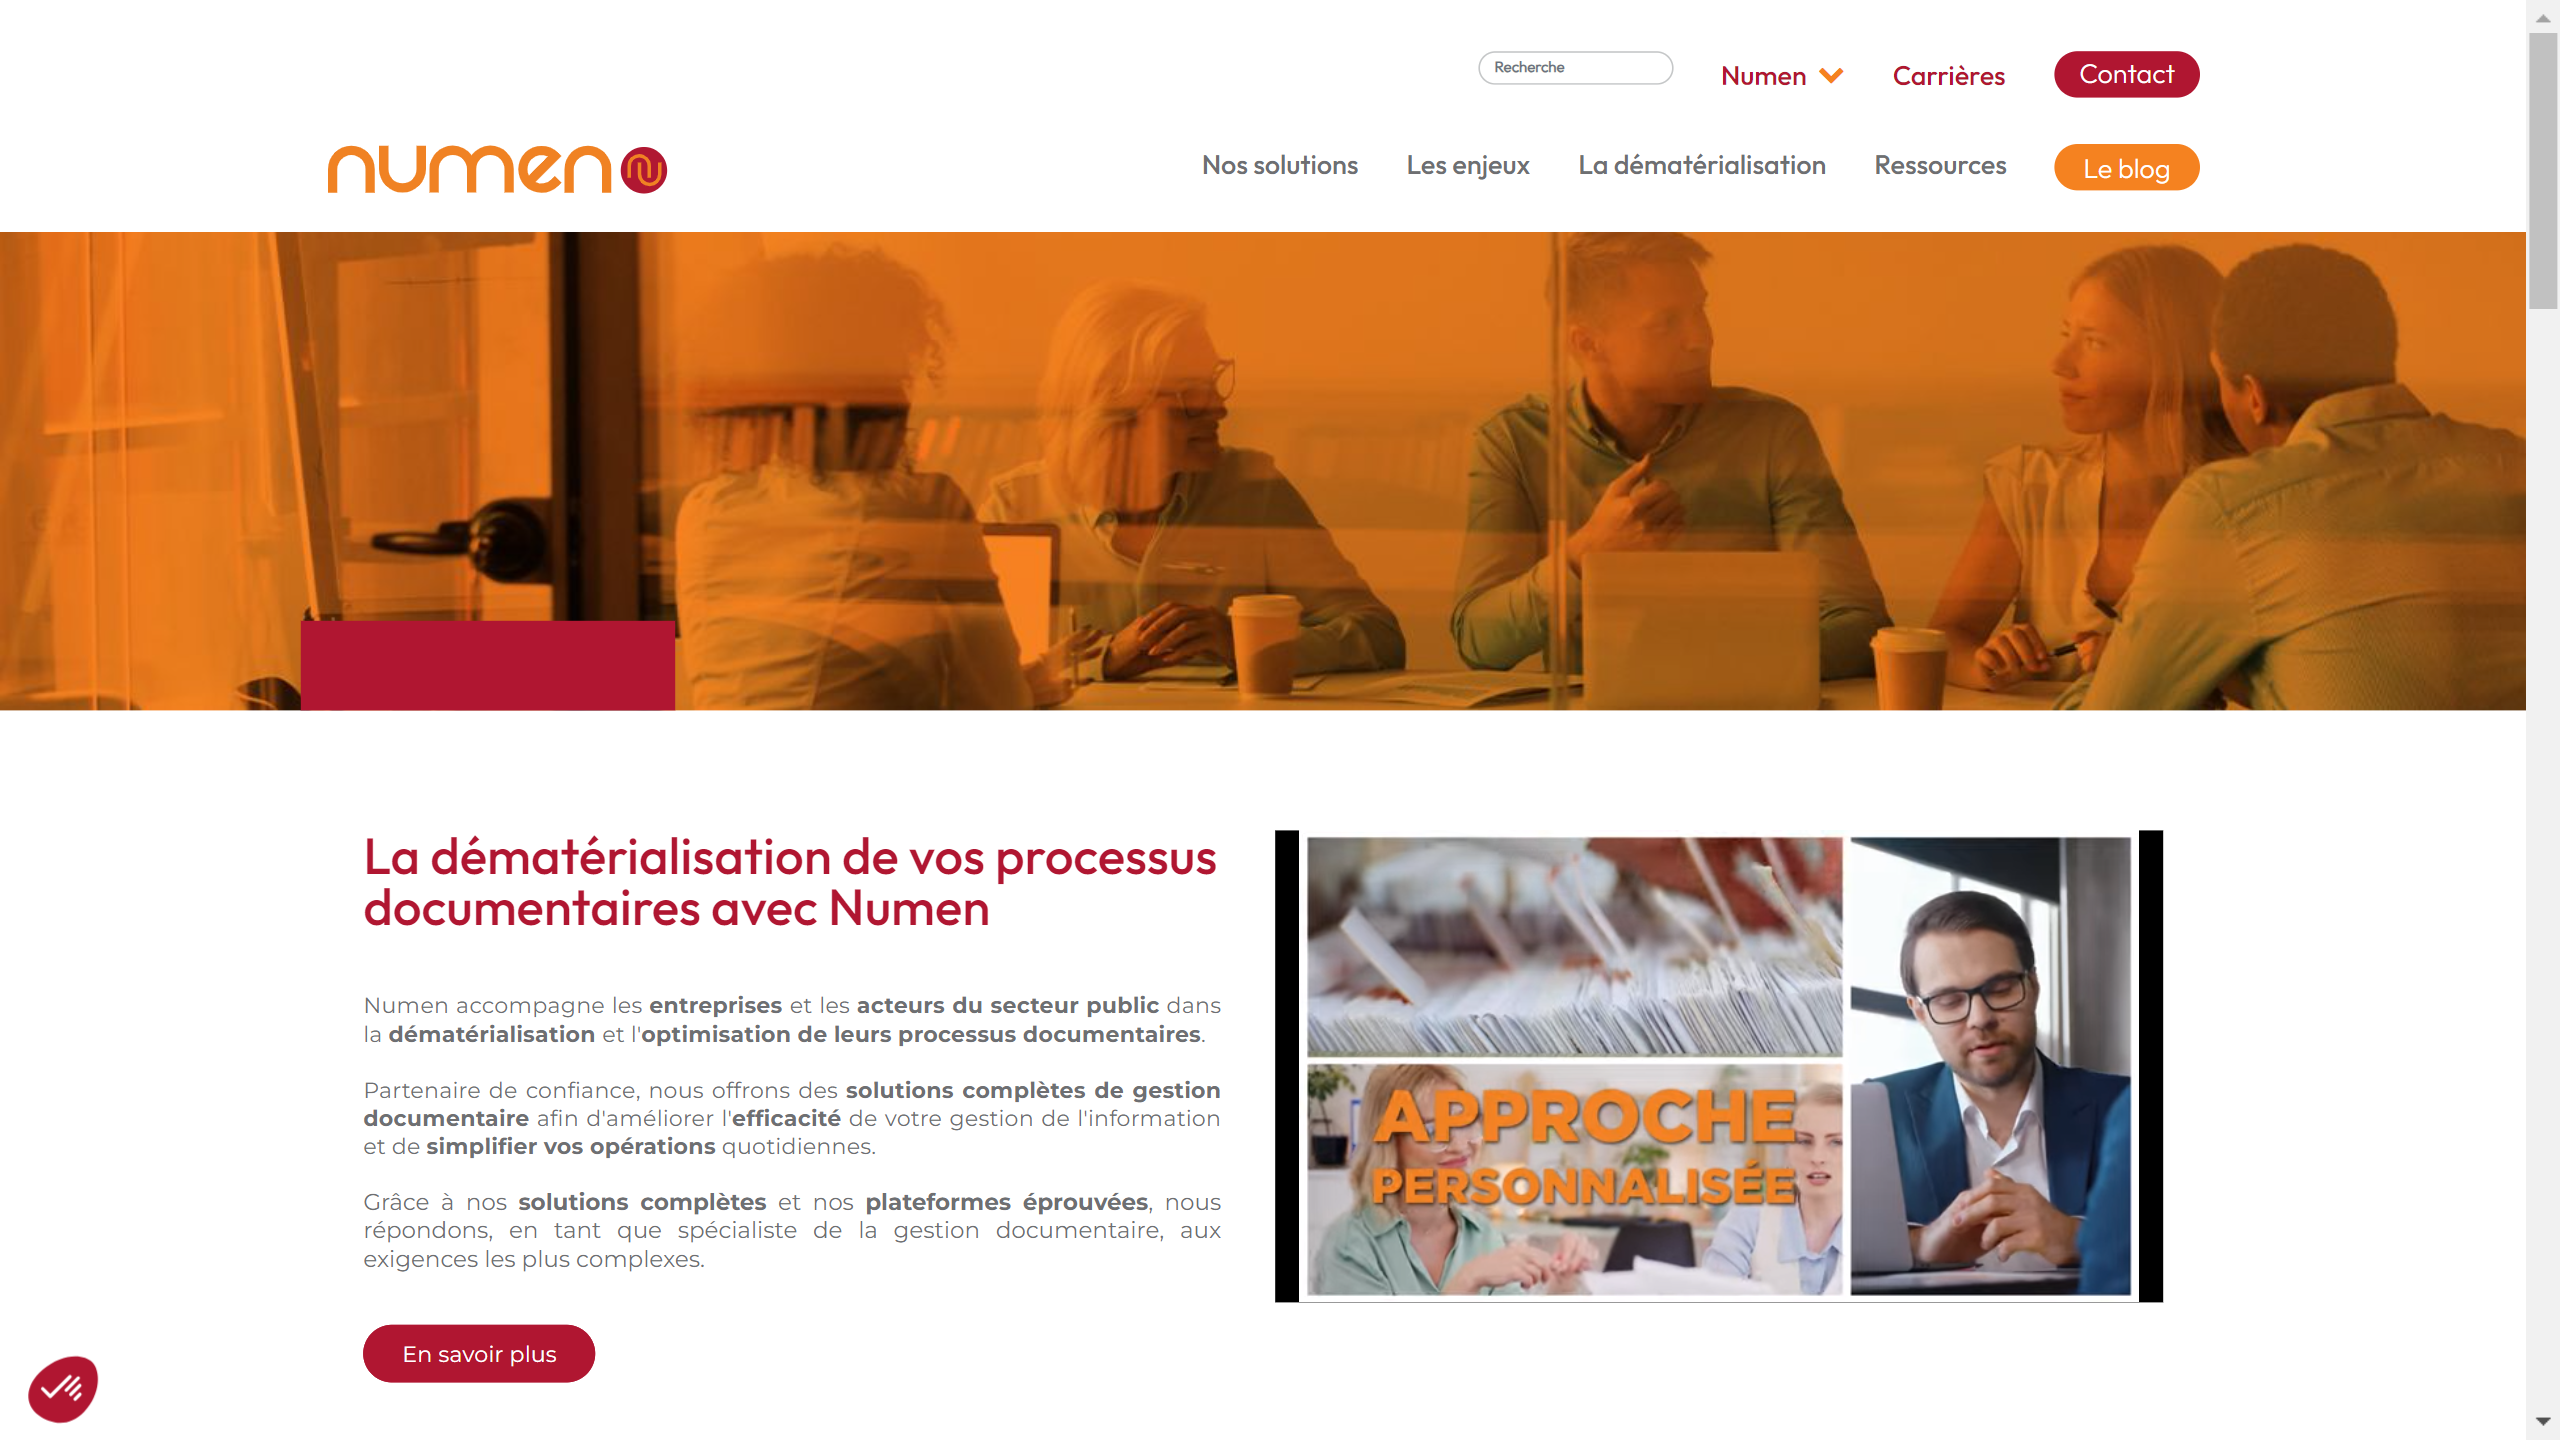 Recherche
Numen
Carrières
Contact
numen
Nos solutions
Les enjeux
La dématérialisation
Ressources
Le blog
La dématérialisation de vos processus
documentaires avec Numen
Numen accompagne les entreprises et les acteurs du secteur public dans
la dématérialisation et l'optimisation de leurs processus documentaires.
Partenaire de confiance, nous offrons des solutions complètes de gestion
documentaire afin d'améliorer l'efficacité de votre gestion de l'information
et de simplifier vos opérations quotidiennes.
Grâce à nos solutions complètes et nos plateformes éprouvées, nous
répondons, en tant que spécialiste de la gestion documentaire, aux
exigences les plus complexes.
En savoir plus
APPROCHE
PERSONNALISÉE